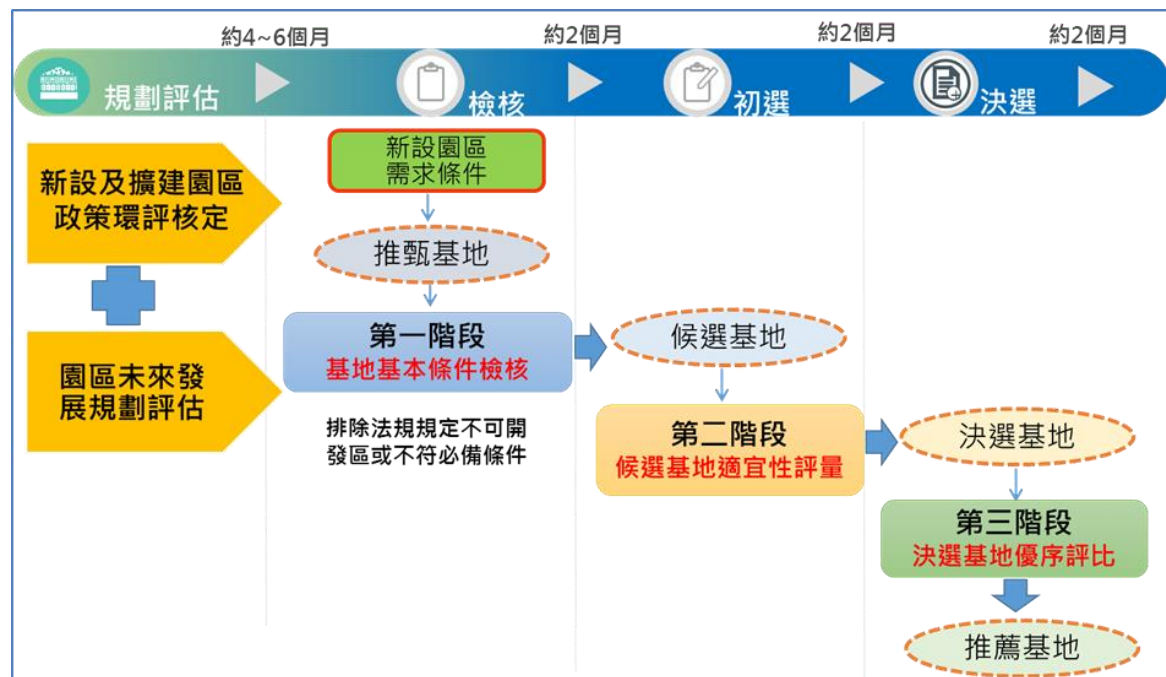 約4~6個月
約2個月
約2個月
約2個月
規劃評估
檢核
初選
決選
新設及擴建園區
政策環評核定
園區未來發
展規劃評估
新設園區
需求條件
推甄基地
第一階段
基地基本條件檢核
排除法規規定不可開
發區或不符必備條件
候選基地
第二階段
候選基地適宜性評量
決選基地
第三階段
決選基地優序評比
推薦基地